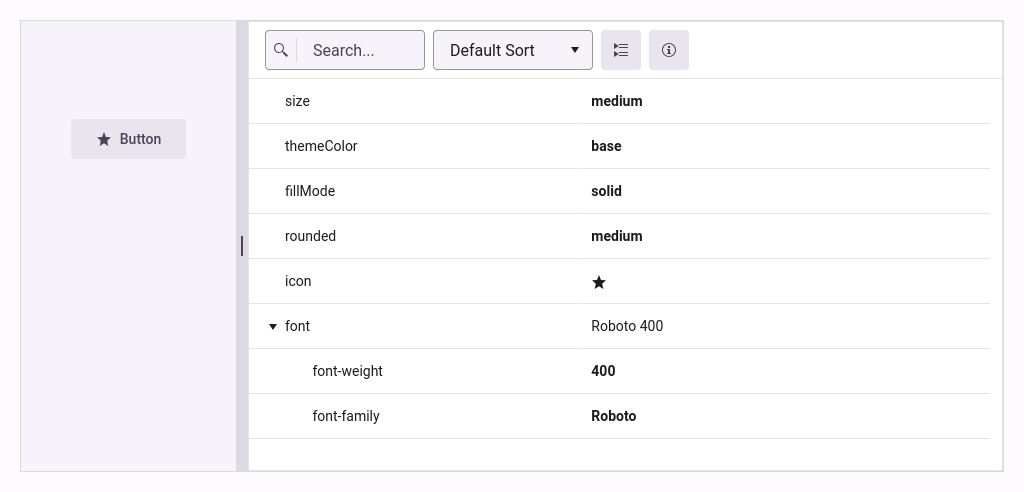 Search...
Default Sort
Button
size medium
themeColor base
fillMode solid
rounded medium
icon
font Roboto 400
font-weight 400
font-family Roboto